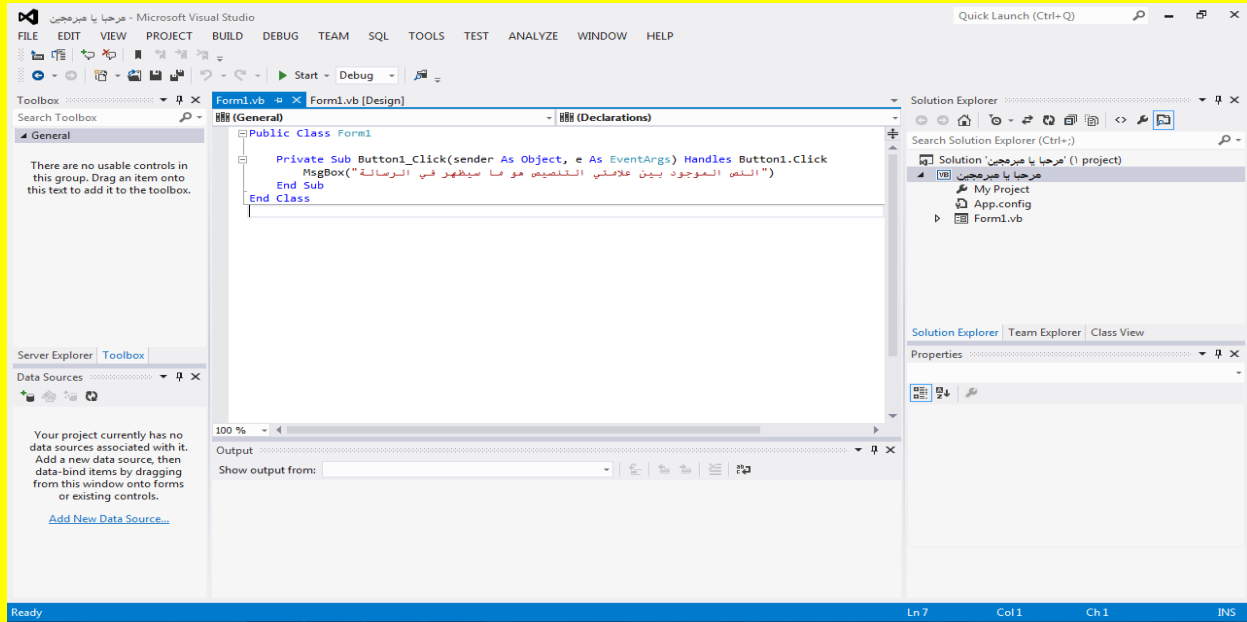 مرحبا يا مبرمجين - Microsoft Visual Studio
Quick Launch (Ctrl+Q)
FILE EDIT VIEW PROJECT BUILD DEBUG TEAM SQL TOOLS TEST ANALYZE WINDOW HELP
Start Debug
Toolbox
Search Toolbox
General
There are no usable controls in
this group. Drag an item onto
this text to add it to the toolbox.
Server Explorer Toolbox
Data Sources
Your project currently has no
data sources associated with it.
Add a new data source, then
data-bind items by dragging
from this window onto forms
or existing controls.
Add New Data Source...
Form1.vb Form1.vb [Design]
(General) (Declarations)
Public Class Form1
Private Sub Button1_Click(sender As Object, e As EventArgs) Handles Button1.Click
MsgBox("النص الموجود بين علامتي التنصيص هو ما سيظهر في الرسالة")
End Sub
End Class
100 %
Output
Show output from:
Solution Explorer
Search Solution Explorer (Ctrl+;)
Solution 'مرحبا يا مبرمجين' (١ project)
مرحبا يا مبرمجين
My Project
App.config
Form1.vb
Solution Explorer Team Explorer Class View
Properties
Ready Ln 7 Col 1 Ch 1 INS